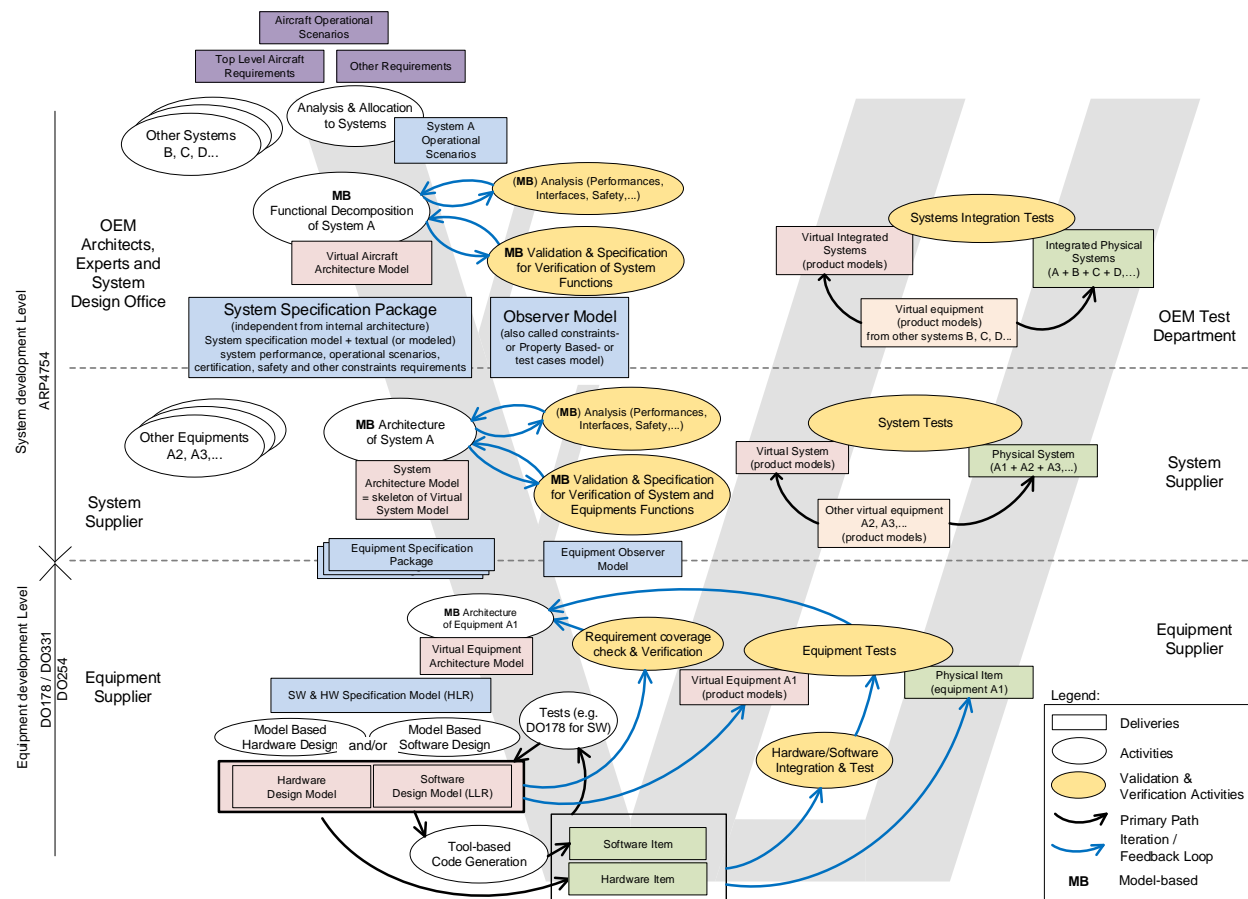 Aircraft Operational
Scenarios
Top Level Aircraft
Requirements
Other Requirements
Analysis & Allocation
to Systems
Other Systems
B, C, D...
System A
Operational
Scenarios
MB
Functional Decomposition
of System A
(MB) Analysis (Performances,
Interfaces, Safety,...)
Virtual Aircraft
Architecture Model
MB Validation & Specification
for Verification of System
Functions
OEM
Architects,
Experts and
System
Design Office
Systems Integration Tests
Virtual Integrated
Systems
(product models)
Integrated Physical
Systems
(A + B + C + D,...)
Virtual equipment
(product models)
from other systems B, C, D...
OEM Test
Department
System Specification Package
(independent from internal architecture)
System specification model + textual (or modeled)
system performance, operational scenarios,
certification, safety and other constraints requirements
Observer Model
(also called constraints-
or Property Based- or
test cases model)
System development Level
ARP4754
Other Equipments
A2, A3,...
MB Architecture
of System A
(MB) Analysis (Performances,
Interfaces, Safety,...)
System
Architecture Model
= skeleton of Virtual
System Model
MB Validation & Specification
for Verification of System and
Equipments Functions
System
Supplier
System Tests
Virtual System
(product models)
Physical System
(A1 + A2 + A3,...)
Other virtual equipment
A2, A3,...
(product models)
System
Supplier
Equipment Specification
Package
Equipment Observer
Model
Equipment development Level
DO178 / DO331
DO254
MB Architecture
of Equipment A1
Virtual Equipment
Architecture Model
Requirement coverage
check & Verification
Equipment Tests
Equipment
Supplier
Equipment
Supplier
Virtual Equipment A1
(product models)
Physical Item
(equipment A1)
SW & HW Specification Model (HLR)
Model Based
Hardware Design
and/or
Model Based
Software Design
Tests (e.g.
DO178 for SW)
Hardware/Software
Integration & Test
Hardware
Design Model
Software
Design Model (LLR)
Tool-based
Code Generation
Software Item
Hardware Item
Legend:
Deliveries
Activities
Validation &
Verification Activities
Primary Path
Iteration /
Feedback Loop
MB Model-based